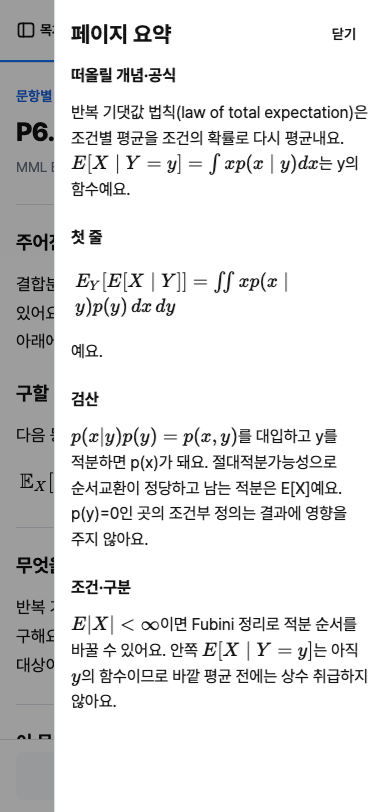 목
페이지 요약
닫기
떠올릴 개념·공식
반복 기댓값 법칙(law of total expectation)은
조건별 평균을 조건의 확률로 다시 평균내요.
E[X | Y = y] = ∫ xp(x | y)dx는 y의
함수예요.
첫 줄
E_Y[E[X | Y]] = ∬ xp(x |
y)p(y) dx dy
예요.
검산
p(x|y)p(y) = p(x, y)를 대입하고 y를
적분하면 p(x)가 돼요. 절대적분가능성으로
순서교환이 정당하고 남는 적분은 E[X]예요.
p(y)=0인 곳의 조건부 정의는 결과에 영향을
주지 않아요.
조건·구분
E|X| < ∞이면 Fubini 정리로 적분 순서를
바꿀 수 있어요. 안쪽 E[X | Y = y]는 아직
y의 함수이므로 바깥 평균 전에는 상수 취급하지
않아요.
문항별
P6.
MML
주어진
결합분
있어요
아래에
구할
다음
𝔼_X[
무엇을
반복
구해요
대상이